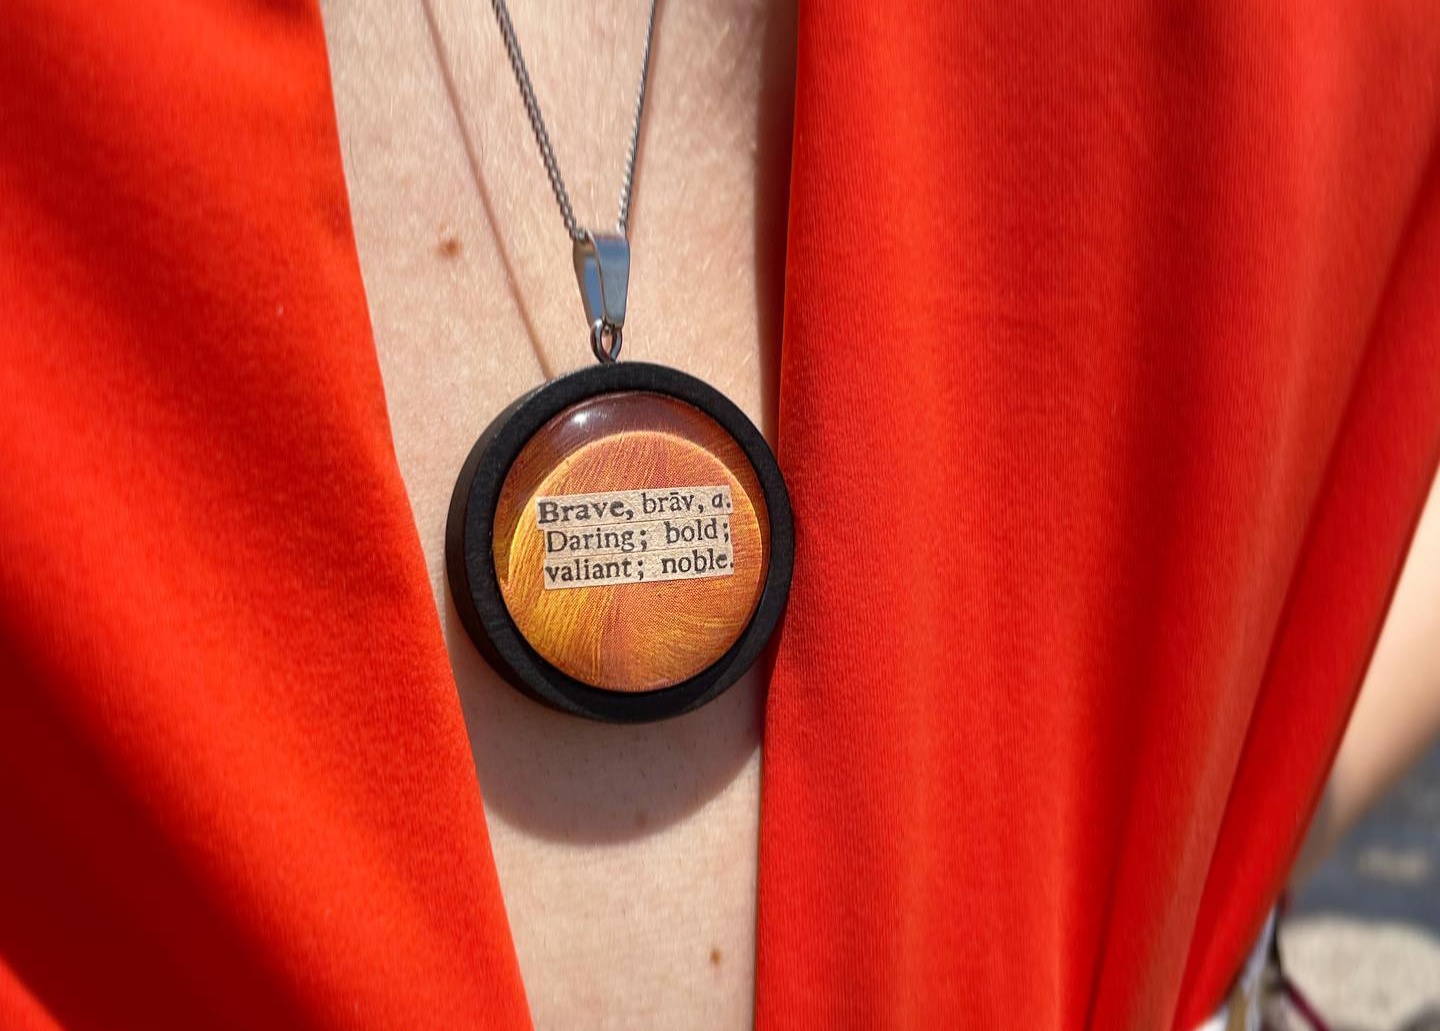 Brave, brāv, a.
Daring; bold;
valiant; noble.